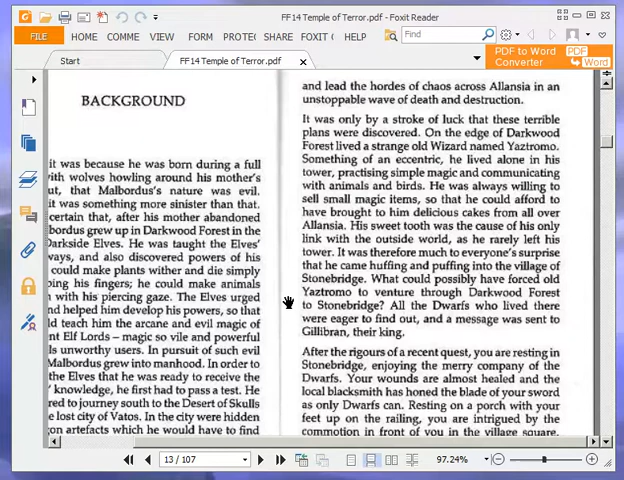 FF14 Temple of Terror.pdf - Foxit Reader
FILE HOME COMME VIEW FORM PROTEC SHARE FOXIT C HELP Find
Start FF14 Temple of Terror.pdf PDF to Word Converter PDF Word
BACKGROUND
it was because he was born during a full
with wolves howling around his mother's
ut, that Malbordus's nature was evil.
it was something more sinister than that.
certain that, after his mother abandoned
bordus grew up in Darkwood Forest in the
Darkside Elves. He was taught the Elves'
ways, and also discovered powers of his
could make plants wither and die simply
ping his fingers; he could make animals
with his piercing gaze. The Elves urged
nd helped him develop his powers, so that
ld teach him the arcane and evil magic of
nt Elf Lords – magic so vile and powerful
ls unworthy users. In pursuit of such evil
Malbordus grew into manhood. In order to
the Elves that he was ready to receive the
' knowledge, he first had to pass a test. He
red to journey south to the Desert of Skulls
e lost city of Vatos. In the city were hidden
gon artefacts which he would have to find
and lead the hordes of chaos across Allansia in an
unstoppable wave of death and destruction.
It was only by a stroke of luck that these terrible
plans were discovered. On the edge of Darkwood
Forest lived a strange old Wizard named Yaztromo.
Something of an eccentric, he lived alone in his
tower, practising simple magic and communicating
with animals and birds. He was always willing to
sell small magic items, so that he could afford to
have brought to him delicious cakes from all over
Allansia. His sweet tooth was the cause of his only
link with the outside world, as he rarely left his
tower. It was therefore much to everyone's surprise
that he came huffing and puffing into the village of
Stonebridge. What could possibly have forced old
Yaztromo to venture through Darkwood Forest
to Stonebridge? All the Dwarfs who lived there
were eager to find out, and a message was sent to
Gillibran, their king.
After the rigours of a recent quest, you are resting in
Stonebridge, enjoying the merry company of the
Dwarfs. Your wounds are almost healed and the
local blacksmith has honed the blade of your sword
as only Dwarfs can. Resting on a porch with your
feet up on the railing, you are intrigued by the
commotion in front of you in the village square.
13 / 107 97.24%